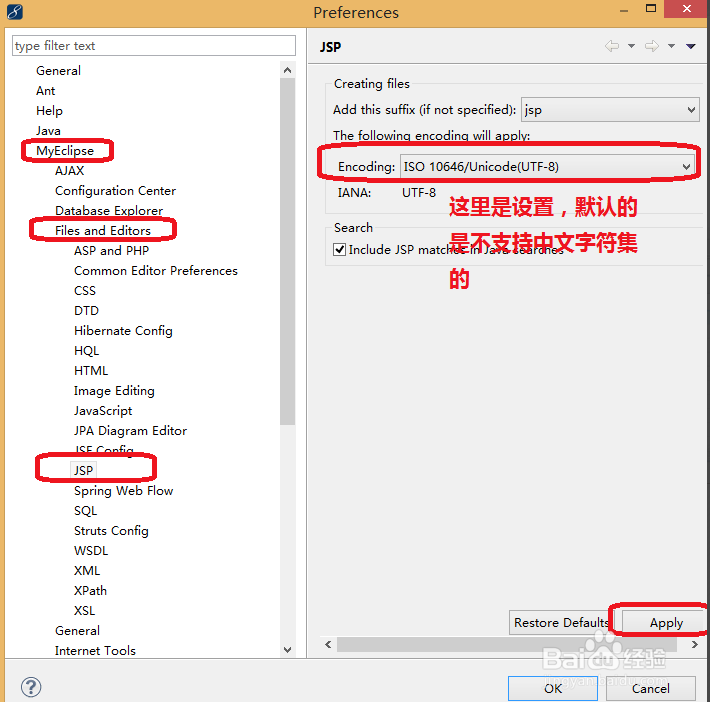 Preferences
type filter text
General
Ant
Help
Java
MyEclipse
AJAX
Configuration Center
Database Explorer
Files and Editors
ASP and PHP
Common Editor Preferences
CSS
DTD
Hibernate Config
HQL
HTML
Image Editing
JavaScript
JPA Diagram Editor
JSF Config
JSP
Spring Web Flow
SQL
Struts Config
WSDL
XML
XPath
XSL
General
Internet Tools
JSP
Creating files
Add this suffix (if not specified): jsp
The following encoding will apply:
Encoding: ISO 10646/Unicode(UTF-8)
IANA: UTF-8
这里是设置，默认的
是不支持中文字符集
的
Search
Include JSP matches in Java searches
Restore Defaults
Apply
Baidu经验
OK
Cancel